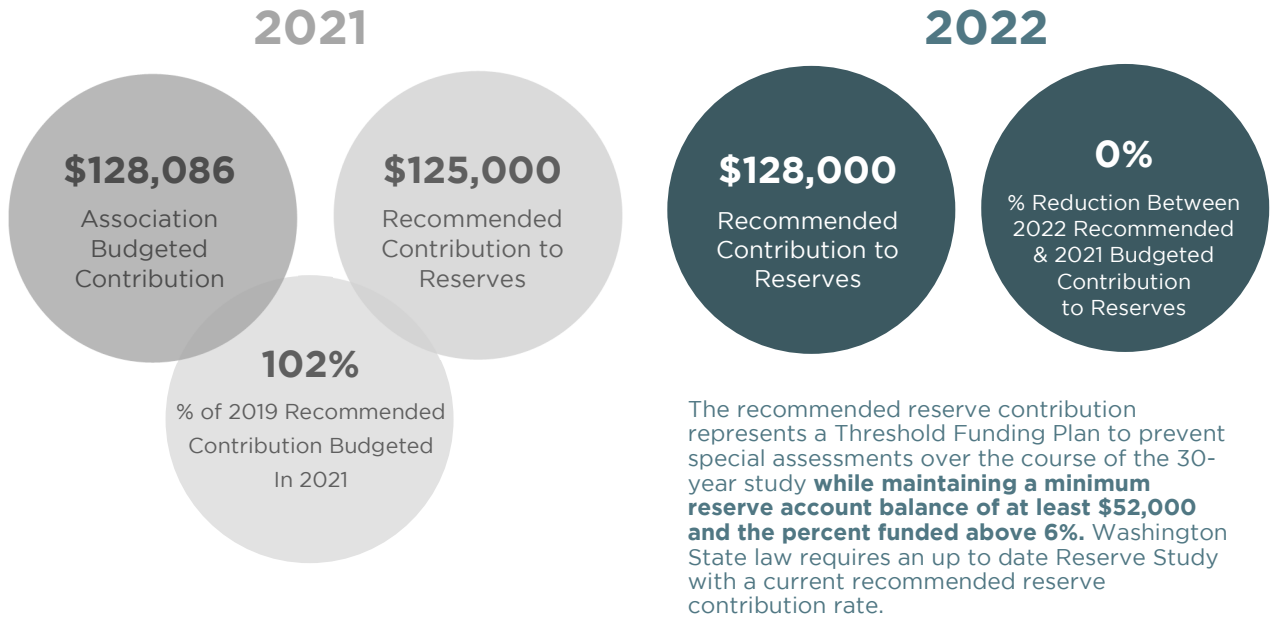 2021
$128,086
Association
Budgeted
Contribution
$125,000
Recommended
Contribution to
Reserves
102%
% of 2019 Recommended
Contribution Budgeted
In 2021
2022
$128,000
Recommended
Contribution to
Reserves
0%
% Reduction Between
2022 Recommended
& 2021 Budgeted
Contribution
to Reserves
The recommended reserve contribution
represents a Threshold Funding Plan to prevent
special assessments over the course of the 30-
year study while maintaining a minimum
reserve account balance of at least $52,000
and the percent funded above 6%. Washington
State law requires an up to date Reserve Study
with a current recommended reserve
contribution rate.